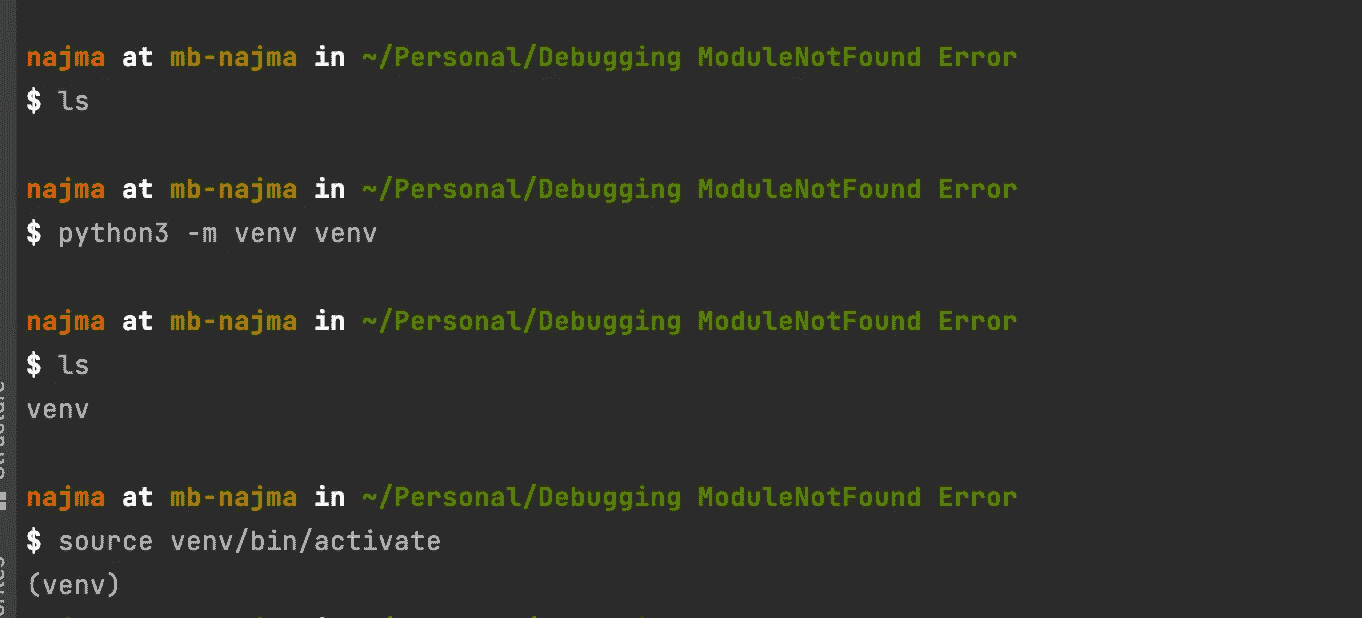 najma at mb-najma in ~/Personal/Debugging ModuleNotFound Error
$ ls
najma at mb-najma in ~/Personal/Debugging ModuleNotFound Error
$ python3 -m venv venv
najma at mb-najma in ~/Personal/Debugging ModuleNotFound Error
$ ls
venv
najma at mb-najma in ~/Personal/Debugging ModuleNotFound Error
$ source venv/bin/activate
(venv)